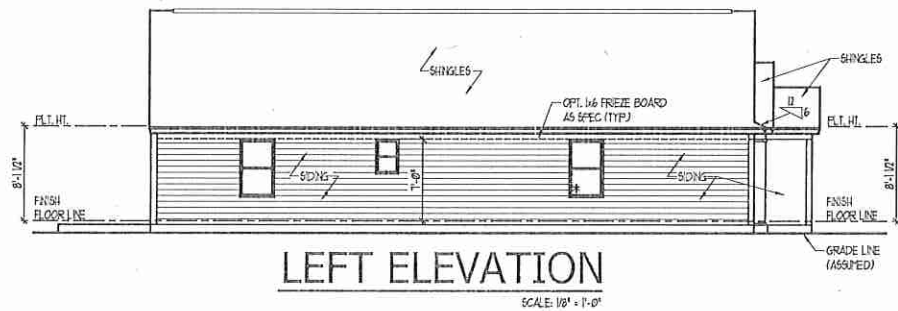 SHINGLES
SHINGLES
12
6
OPT. 1x6 FRIEZE BOARD
AS SPEC (TYP.)
PLT. HT.
PLT. HT.
8'-1 1/2"
7'-0"
8'-1 1/2"
SIDING
SIDING
*
FINISH
FLOOR LINE
FINISH
FLOOR LINE
GRADE LINE
(ASSUMED)
LEFT ELEVATION
SCALE: 1/8" = 1'-0"